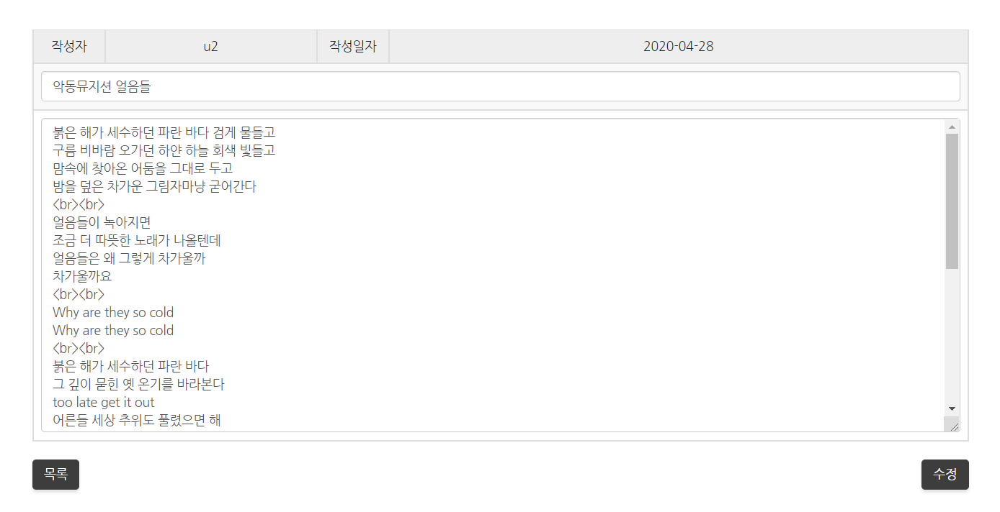 작성자 u2 작성일자 2020-04-28
악동뮤지션 얼음들
붉은 해가 세수하던 파란 바다 검게 물들고
구름 비바람 오가던 하얀 하늘 회색 빛들고
맘속에 찾아온 어둠을 그대로 두고
밤을 덮은 차가운 그림자마냥 굳어간다
<br><br>
얼음들이 녹아지면
조금 더 따뜻한 노래가 나올텐데
얼음들은 왜 그렇게 차가울까
차가울까요
<br><br>
Why are they so cold
Why are they so cold
<br><br>
붉은 해가 세수하던 파란 바다
그 깊이 묻힌 옛 온기를 바라본다
too late get it out
어른들 세상 추위도 풀렸으면 해
목록 수정